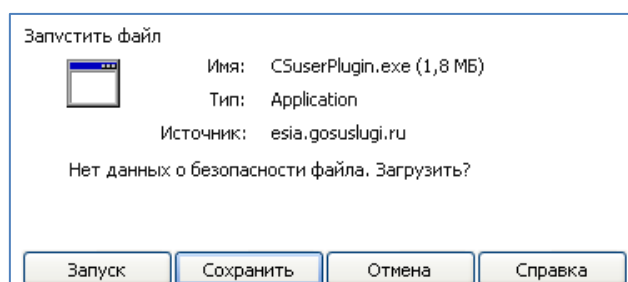 Запустить файл
Имя: CSuserPlugin.exe (1,8 МБ)
Тип: Application
Источник: esia.gosuslugi.ru
Нет данных о безопасности файла. Загрузить?
Запуск Сохранить Отмена Справка